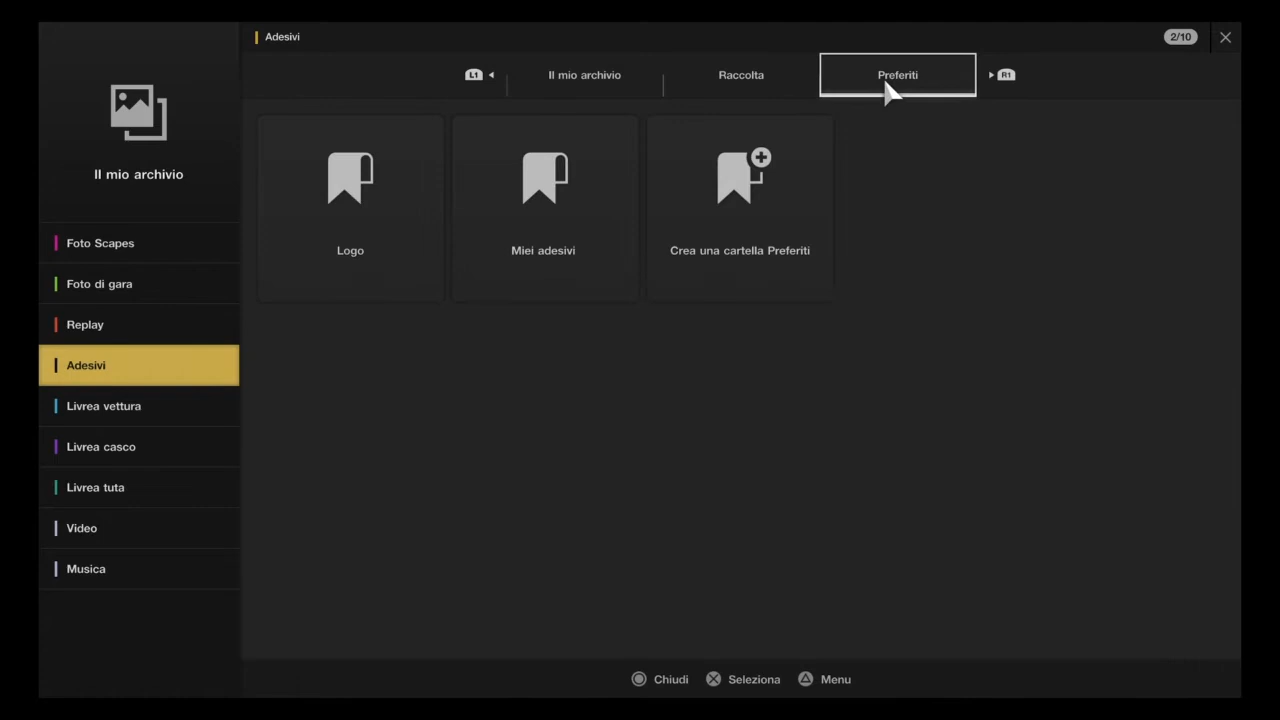 Adesivi
2/10
L1
Il mio archivio
Raccolta
Preferiti
R1
Il mio archivio
Foto Scapes
Foto di gara
Replay
Adesivi
Livrea vettura
Livrea casco
Livrea tuta
Video
Musica
Logo
Miei adesivi
Crea una cartella Preferiti
Chiudi
Seleziona
Menu